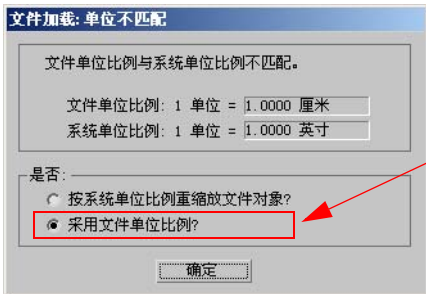 文件加载: 单位不匹配
文件单位比例与系统单位比例不匹配。
文件单位比例: 1 单位 = 1.0000 厘米
系统单位比例: 1 单位 = 1.0000 英寸
是否:
按系统单位比例重缩放文件对象?
采用文件单位比例?
确定